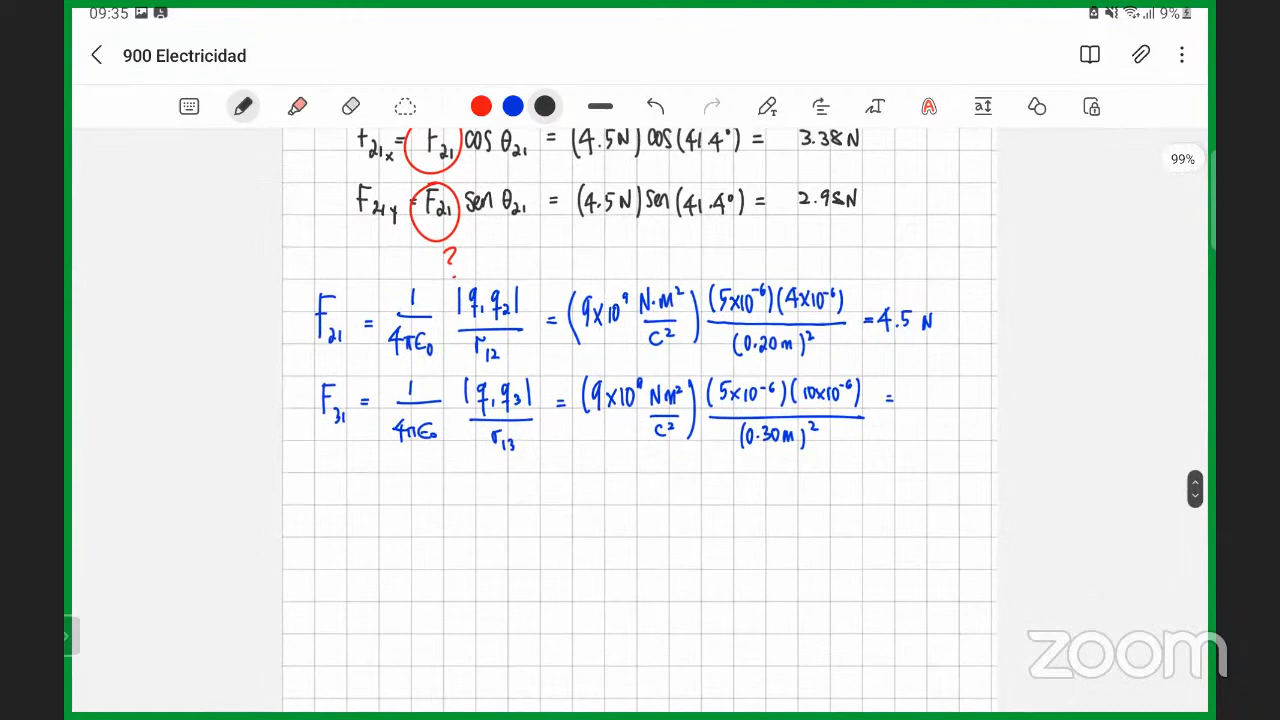 09:35 9%
900 Electricidad
99%
F₂₁ₓ = F₂₁ cos θ₂₁ = (4.5N) cos (41.4°) = 3.38N
F₂₁y = F₂₁ sen θ₂₁ = (4.5N) sen (41.4°) = 2.98N
?
F₂₁ = 1/4πε₀ |q₁q₂|/r₁₂ = (9x10⁹ N·m²/c²) (5x10⁻⁶)(4x10⁻⁶)/(0.20m)² = 4.5 N
F₃₁ = 1/4πε₀ |q₁q₃|/r₁₃ = (9x10⁹ Nm²/c²) (5x10⁻⁶)(10x10⁻⁶)/(0.30m)² =
zoom